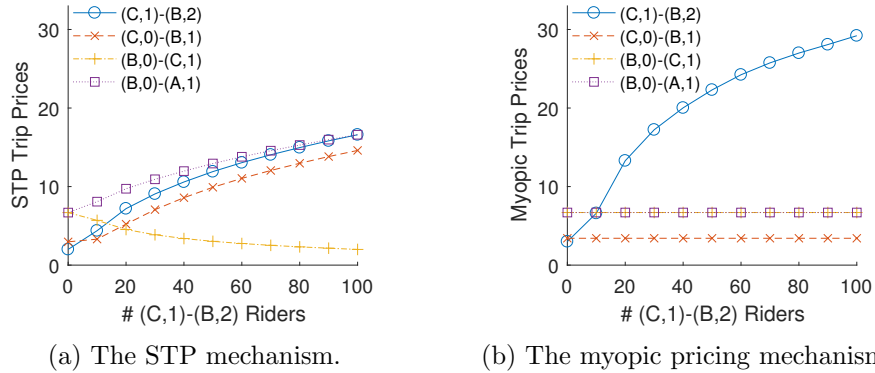 (C,1)-(B,2)
(C,0)-(B,1)
(B,0)-(C,1)
(B,0)-(A,1)
STP Trip Prices
30
20
10
0
0 20 40 60 80 100
# (C,1)-(B,2) Riders
(a) The STP mechanism.
(C,1)-(B,2)
(C,0)-(B,1)
(B,0)-(C,1)
(B,0)-(A,1)
Myopic Trip Prices
30
20
10
0
0 20 40 60 80 100
# (C,1)-(B,2) Riders
(b) The myopic pricing mechanism